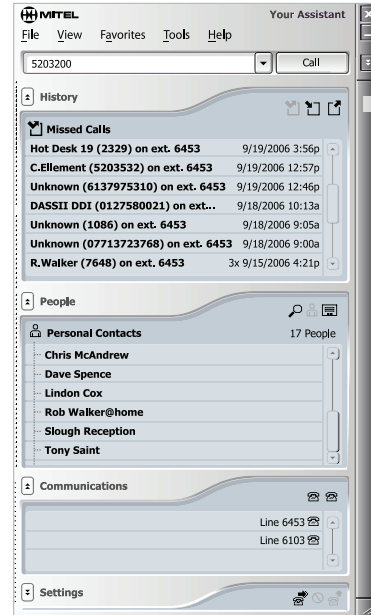 MITEL Your Assistant
File View Favorites Tools Help
5203200 Call
History
Missed Calls
Hot Desk 19 (2329) on ext. 6453 9/19/2006 3:56p
C.Ellement (5203532) on ext. 6453 9/19/2006 12:57p
Unknown (6137975310) on ext. 6453 9/19/2006 12:46p
DASSII DDI (0127580021) on ext... 9/18/2006 10:13a
Unknown (1086) on ext. 6453 9/18/2006 9:05a
Unknown (07713723768) on ext. 6453 9/18/2006 9:00a
R.Walker (7648) on ext. 6453 3x 9/15/2006 4:21p
People
Personal Contacts 17 People
Chris McAndrew
Dave Spence
Lindon Cox
Rob Walker@home
Slough Reception
Tony Saint
Communications
Line 6453
Line 6103
Settings